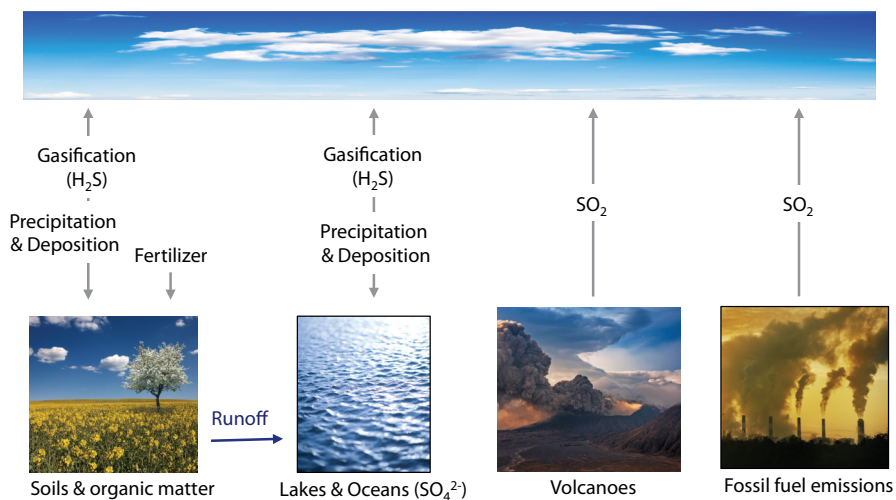 Gasification
(H₂S)
Precipitation
& Deposition
Fertilizer
Gasification
(H₂S)
Precipitation
& Deposition
SO₂
SO₂
Runoff
Soils & organic matter
Lakes & Oceans (SO₄²⁻)
Volcanoes
Fossil fuel emissions